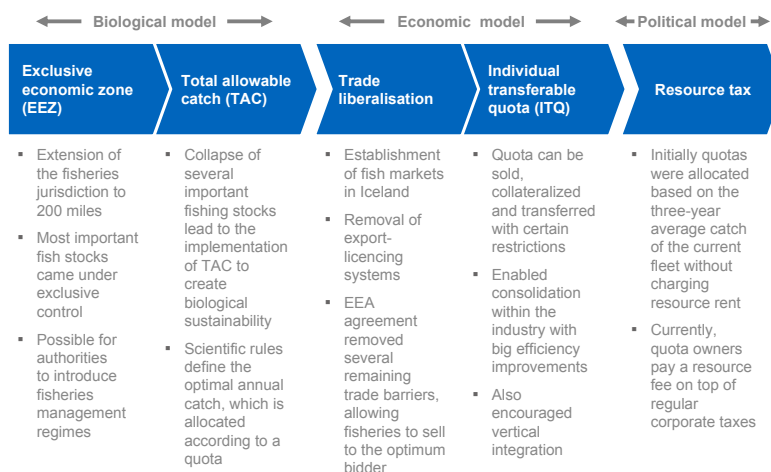 Biological model
Economic model
Political model
Exclusive
economic zone
(EEZ)
Total allowable
catch (TAC)
Trade
liberalisation
Individual
transferable
quota (ITQ)
Resource tax
▪ Extension of
the fisheries
jurisdiction to
200 miles
▪ Most important
fish stocks
came under
exclusive
control
▪ Possible for
authorities
to introduce
fisheries
management
regimes
▪ Collapse of
several
important
fishing stocks
lead to the
implementation
of TAC to
create
biological
sustainability
▪ Scientific rules
define the
optimal annual
catch, which is
allocated
according to a
quota
▪ Establishment
of fish markets
in Iceland
▪ Removal of
export-
licencing
systems
▪ EEA
agreement
removed
several
remaining
trade barriers,
allowing
fisheries to sell
to the optimum
bidder
▪ Quota can be
sold,
collateralized
and transferred
with certain
restrictions
▪ Enabled
consolidation
within the
industry with
big efficiency
improvements
▪ Also
encouraged
vertical
integration
▪ Initially quotas
were allocated
based on the
three-year
average catch
of the current
fleet without
charging
resource rent
▪ Currently,
quota owners
pay a resource
fee on top of
regular
corporate taxes